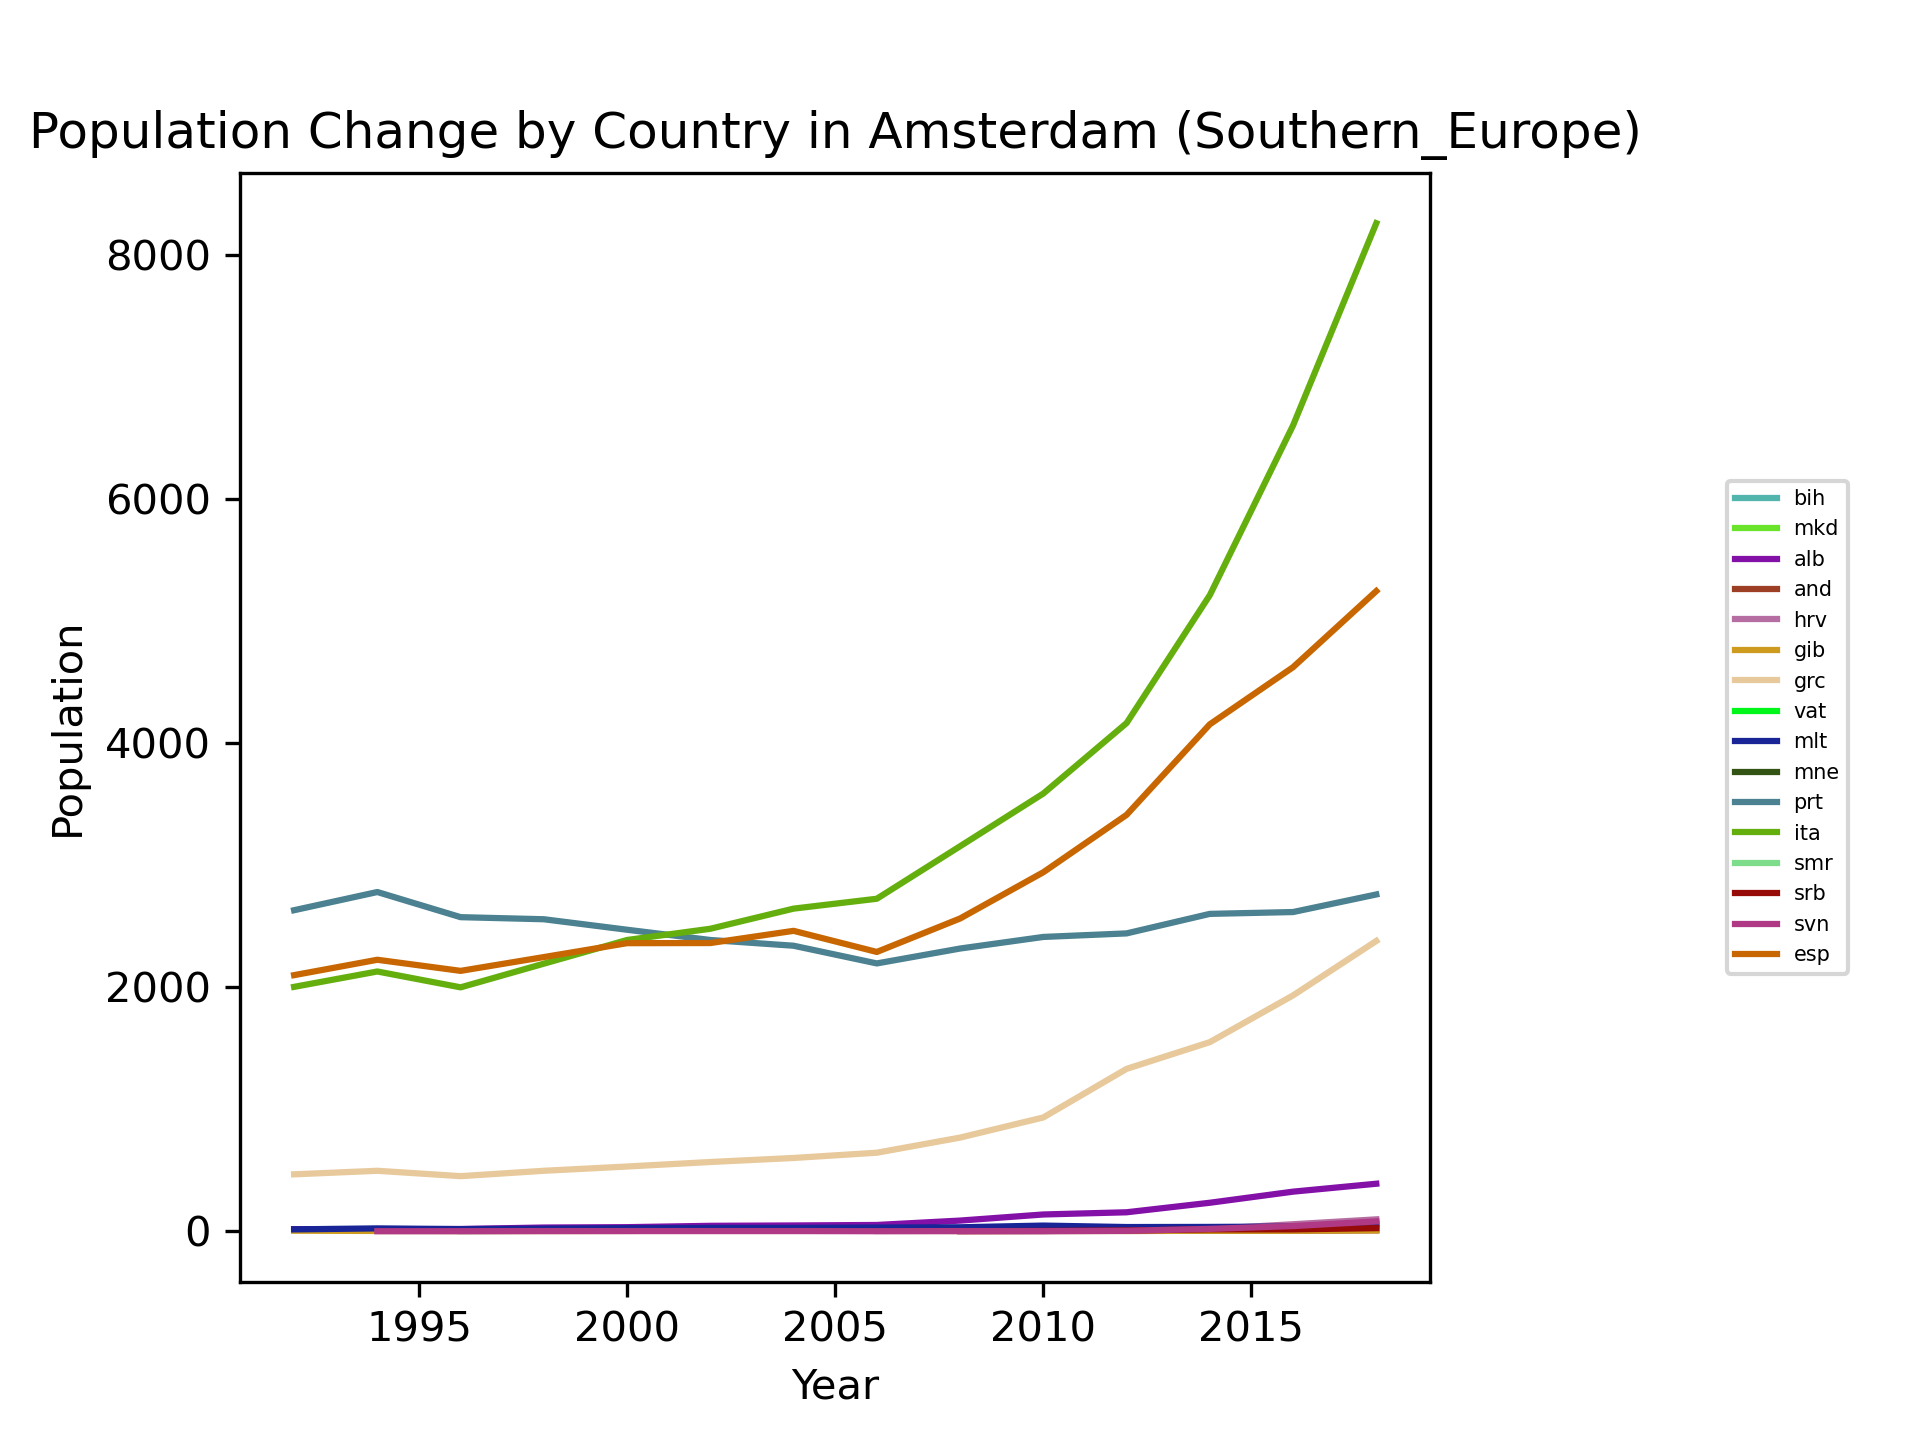 Population Change by Country in Amsterdam (Southern_Europe)
8000
6000
4000
2000
0
Population
1995
2000
2005
2010
2015
Year
bih
mkd
alb
and
hrv
gib
grc
vat
mlt
mne
prt
ita
smr
srb
svn
esp